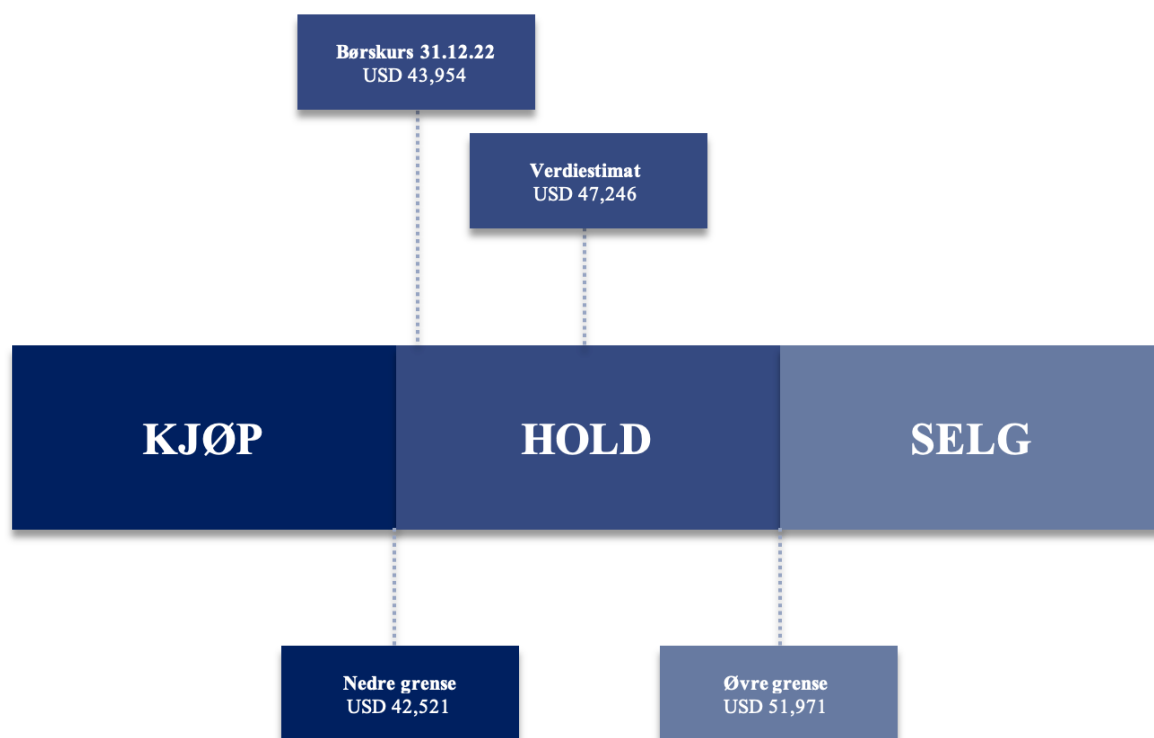 Børskurs 31.12.22
USD 43,954
Verdiestimat
USD 47,246
KJØP
HOLD
SELG
Nedre grense
USD 42,521
Øvre grense
USD 51,971